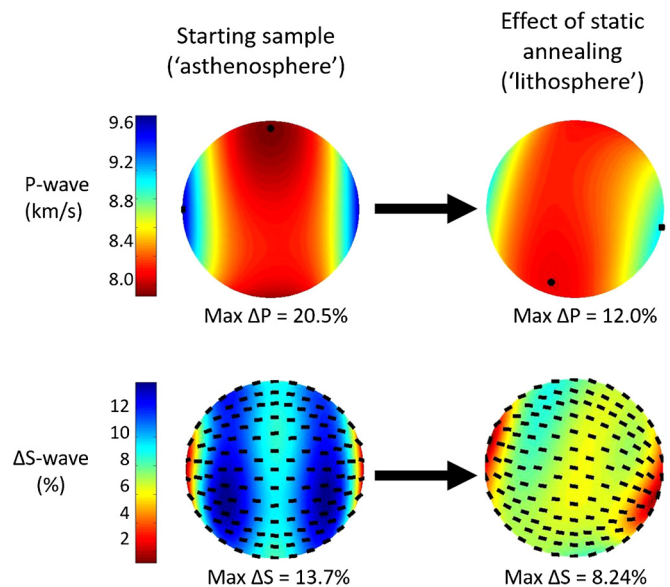 Starting sample
('asthenosphere')
Effect of static
annealing
('lithosphere')
P-wave
(km/s)
9.6
9.2
8.8
8.4
8.0
Max ΔP = 20.5%
Max ΔP = 12.0%
ΔS-wave
(%)
12
10
8
6
4
2
Max ΔS = 13.7%
Max ΔS = 8.24%